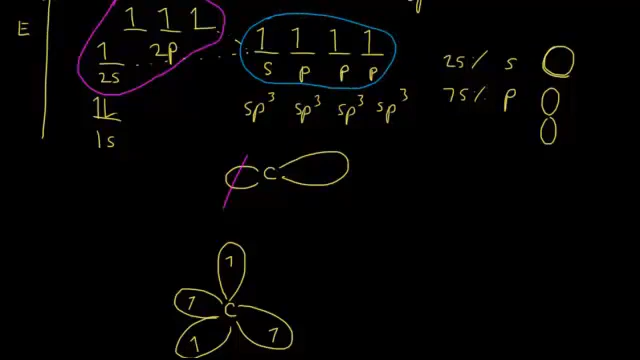 E
1 1 1
1 2p 1 1 1 1 25% s
2s s p p p
1L sp³ sp³ sp³ sp³ 75% p
1s
C
1
1 C
1 1